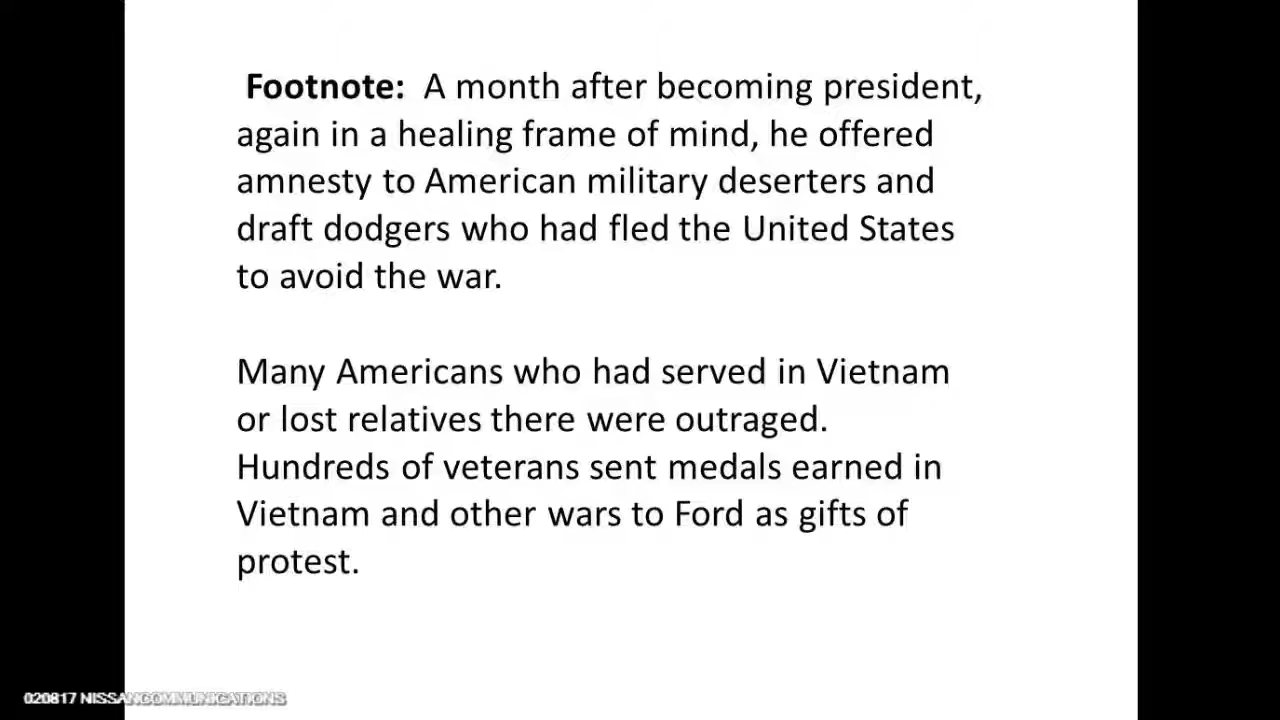 Footnote: A month after becoming president,
again in a healing frame of mind, he offered
amnesty to American military deserters and
draft dodgers who had fled the United States
to avoid the war.
Many Americans who had served in Vietnam
or lost relatives there were outraged.
Hundreds of veterans sent medals earned in
Vietnam and other wars to Ford as gifts of
protest.
020817 NISSANCOMMUNICATIONS